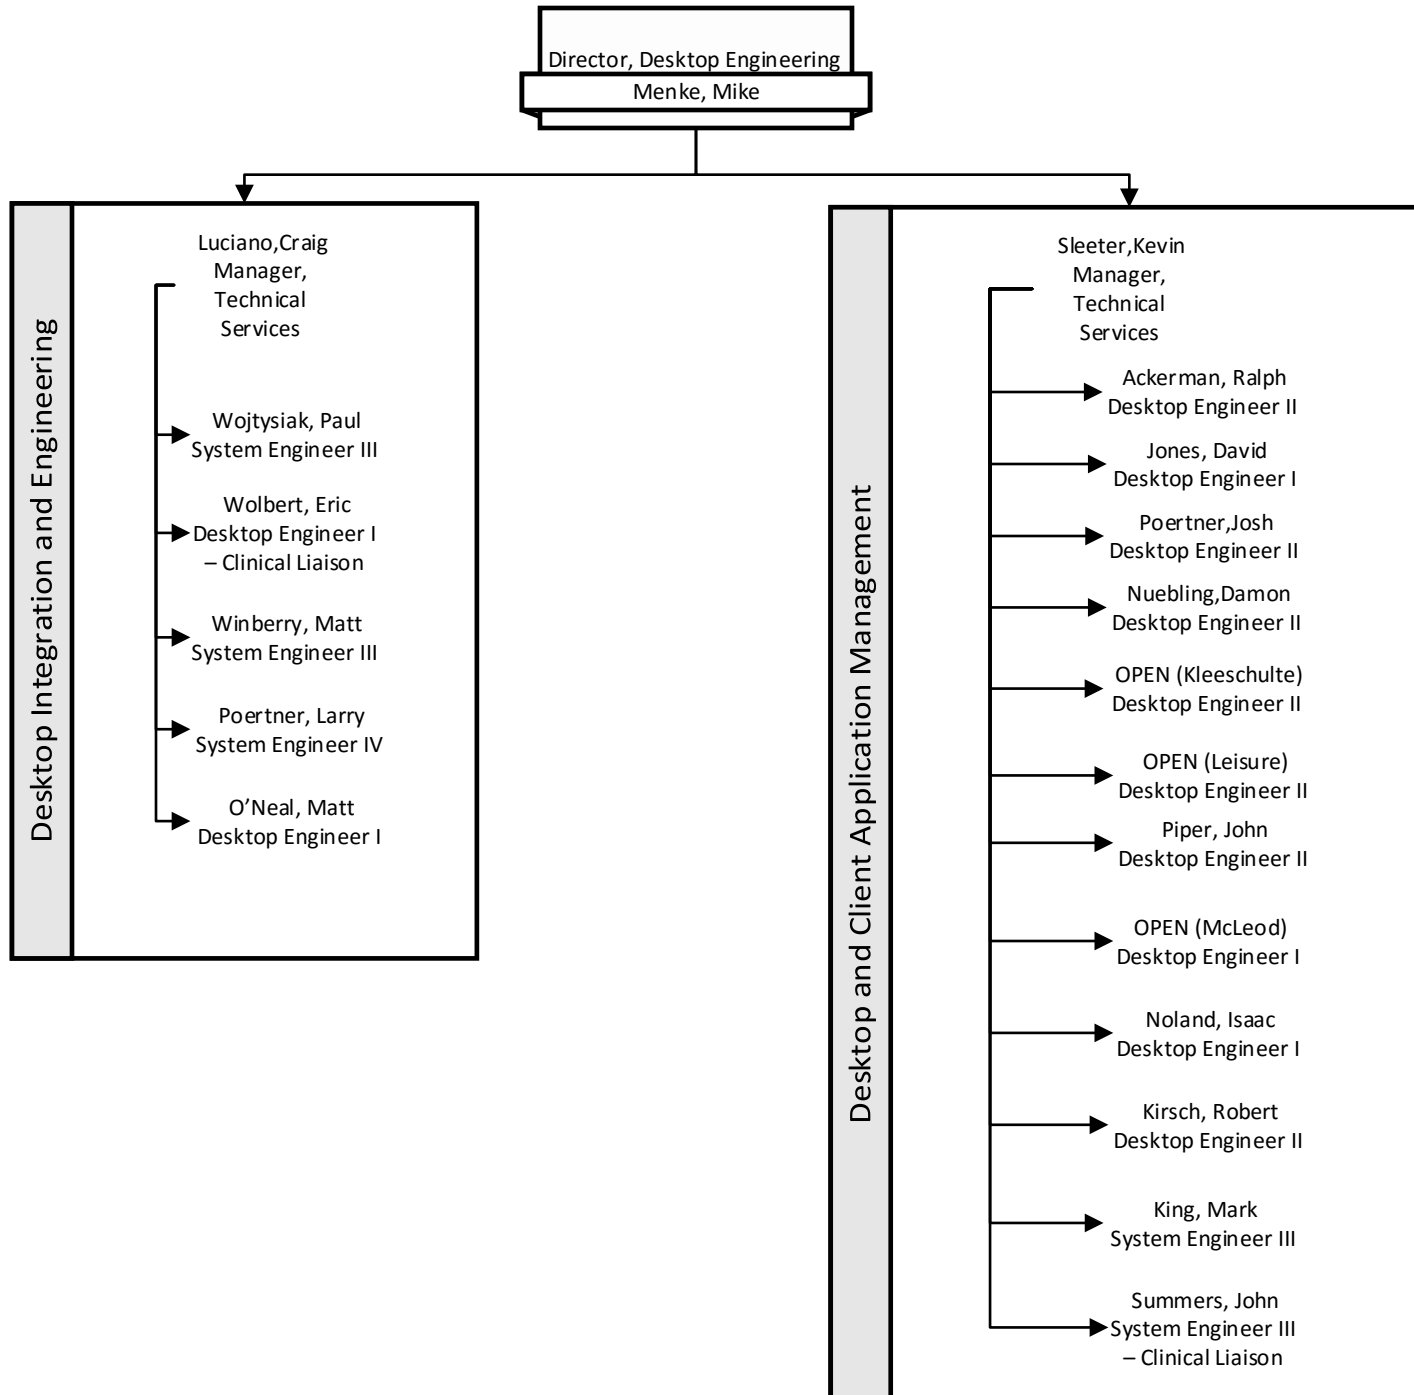 Director, Desktop Engineering
Menke, Mike
Desktop Integration and Engineering
Luciano,Craig
Manager,
Technical
Services
Wojtysiak, Paul
System Engineer III
Wolbert, Eric
Desktop Engineer I
– Clinical Liaison
Winberry, Matt
System Engineer III
Poertner, Larry
System Engineer IV
O’Neal, Matt
Desktop Engineer I
Desktop and Client Application Management
Sleeter,Kevin
Manager,
Technical
Services
Ackerman, Ralph
Desktop Engineer II
Jones, David
Desktop Engineer I
Poertner,Josh
Desktop Engineer II
Nuebling,Damon
Desktop Engineer II
OPEN (Kleeschulte)
Desktop Engineer II
OPEN (Leisure)
Desktop Engineer II
Piper, John
Desktop Engineer II
OPEN (McLeod)
Desktop Engineer I
Noland, Isaac
Desktop Engineer I
Kirsch, Robert
Desktop Engineer II
King, Mark
System Engineer III
Summers, John
System Engineer III
– Clinical Liaison